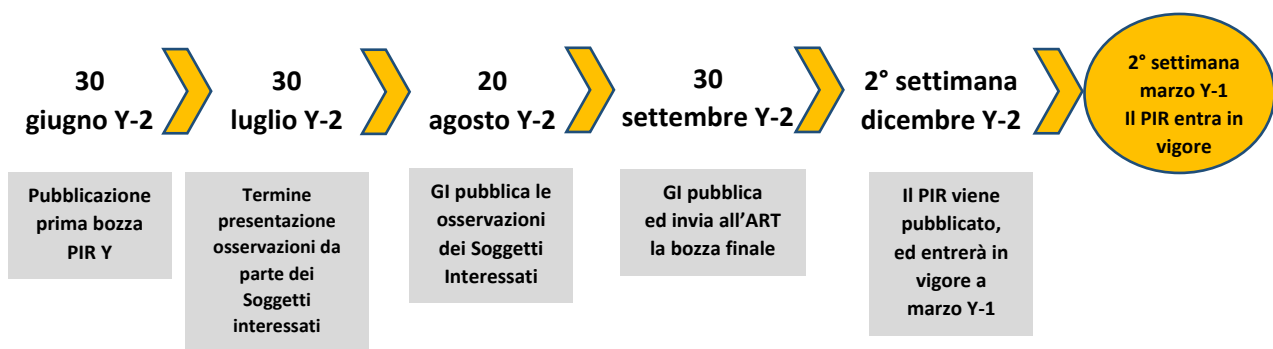 30
giugno Y-2
30
luglio Y-2
20
agosto Y-2
30
settembre Y-2
2° settimana
dicembre Y-2
2° settimana
marzo Y-1
Il PIR entra in
vigore
Pubblicazione
prima bozza
PIR Y
Termine
presentazione
osservazioni da
parte dei
Soggetti
interessati
GI pubblica le
osservazioni
dei Soggetti
Interessati
GI pubblica
ed invia all’ART
la bozza finale
Il PIR viene
pubblicato,
ed entrerà in
vigore a
marzo Y-1